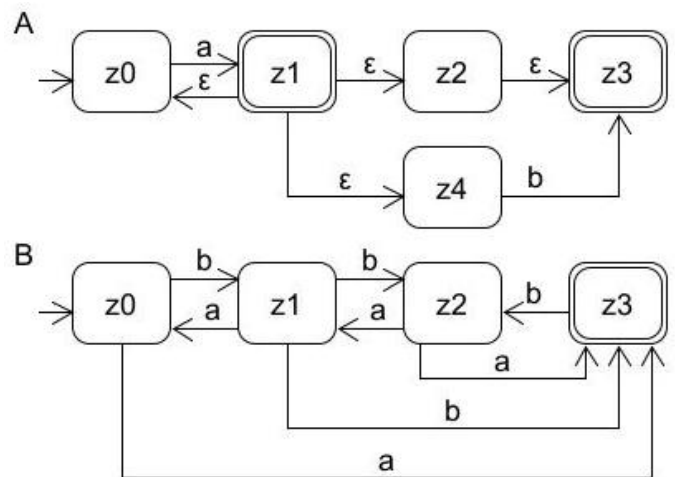 A
a
z0 z1 ε z2 ε z3
ε
ε z4 b
B
b b
z0 z1 z2 b z3
a a
a
b
a